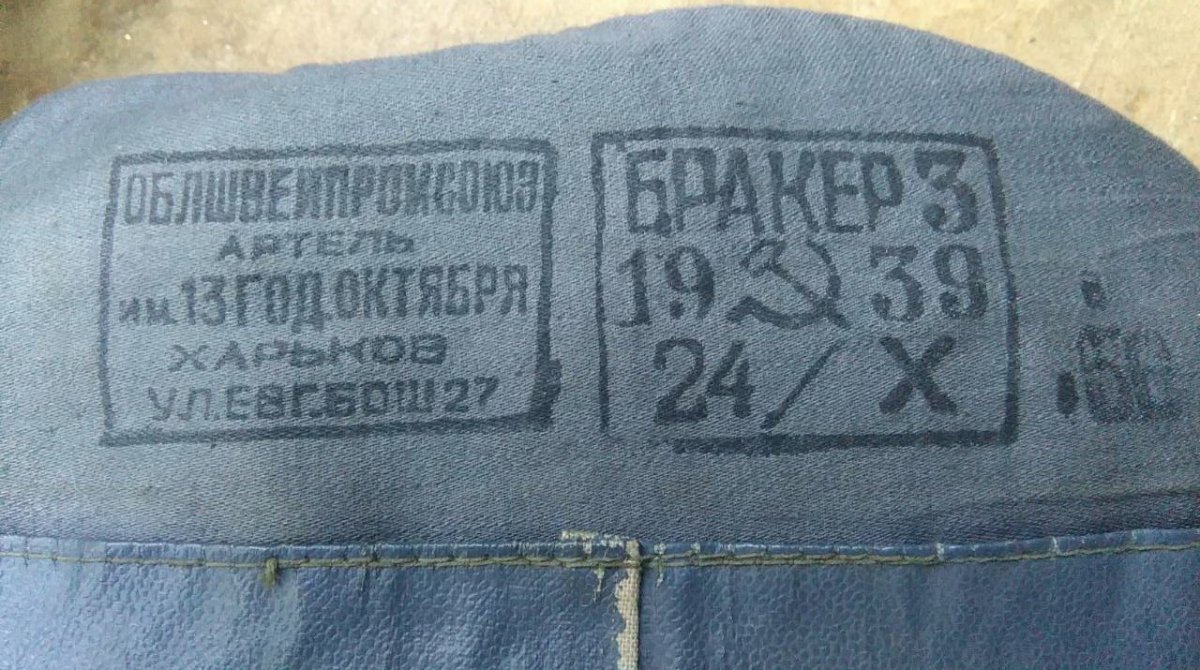 ОБЛШВЕЙПРОМСОЮЗ
АРТЕЛЬ
им. 13 ГОД. ОКТЯБРЯ
ХАРЬКОВ
УЛ. ЕВГ. БОШ 27
БРАКЕР 3
19 39
24 / X